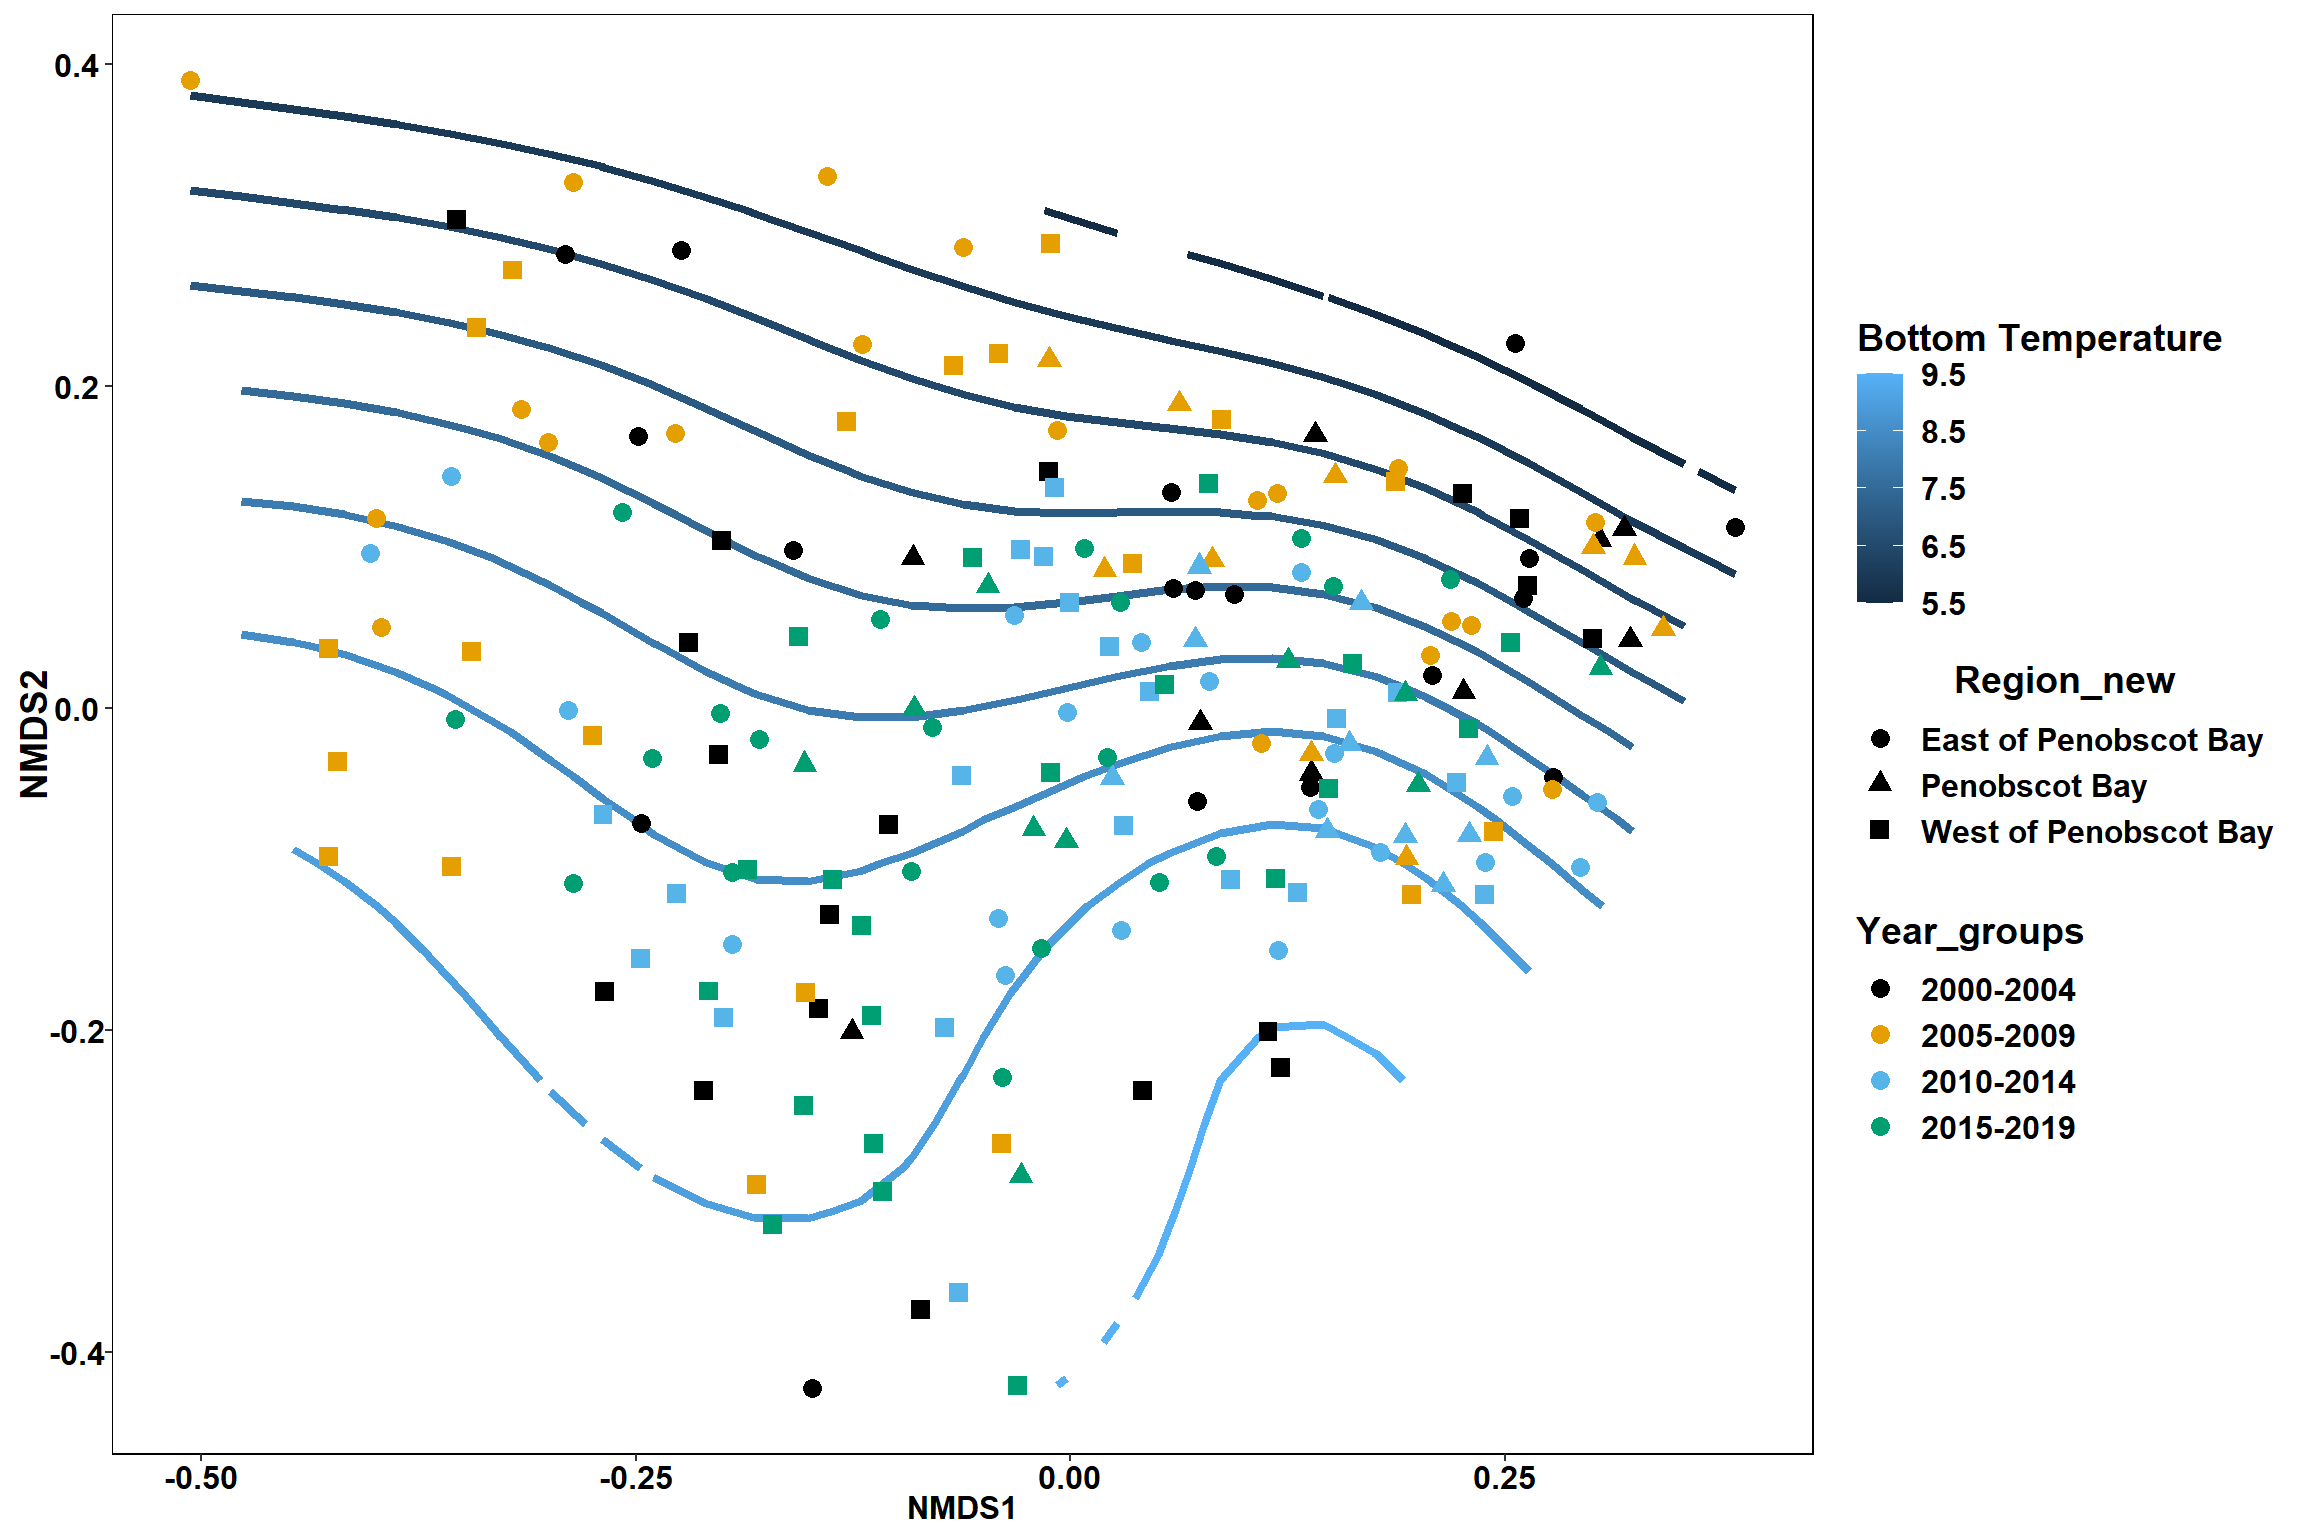 0.4
0.2
0.0
-0.2
-0.4
NMDS2
-0.50
-0.25
0.00
0.25
NMDS1
Bottom Temperature
9.5
8.5
7.5
6.5
5.5
Region_new
East of Penobscot Bay
Penobscot Bay
West of Penobscot Bay
Year_groups
2000-2004
2005-2009
2010-2014
2015-2019